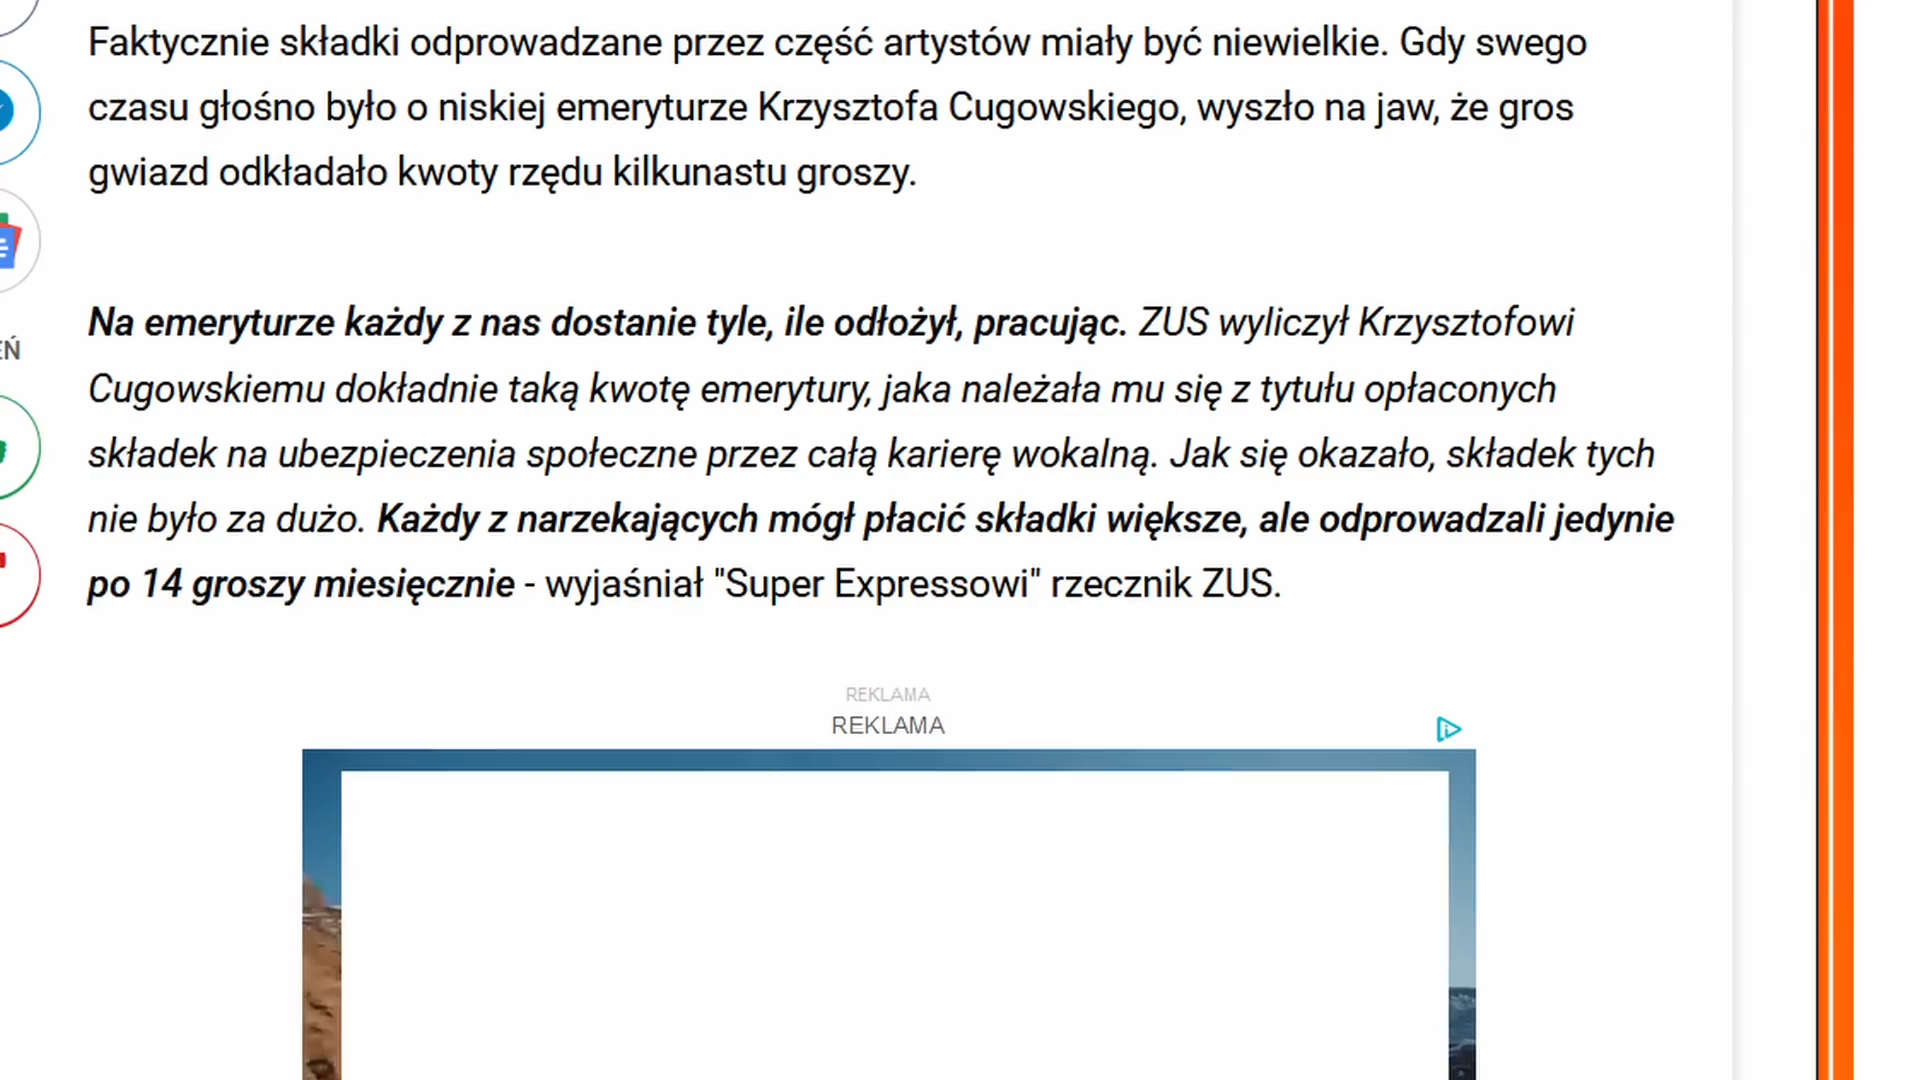 Faktycznie składki odprowadzane przez część artystów miały być niewielkie. Gdy swego
czasu głośno było o niskiej emeryturze Krzysztofa Cugowskiego, wyszło na jaw, że gros
gwiazd odkładało kwoty rzędu kilkunastu groszy.
Na emeryturze każdy z nas dostanie tyle, ile odłożył, pracując. ZUS wyliczył Krzysztofowi
EŃ
Cugowskiemu dokładnie taką kwotę emerytury, jaka należała mu się z tytułu opłaconych
składek na ubezpieczenia społeczne przez całą karierę wokalną. Jak się okazało, składek tych
nie było za dużo. Każdy z narzekających mógł płacić składki większe, ale odprowadzali jedynie
po 14 groszy miesięcznie - wyjaśniał "Super Expressowi" rzecznik ZUS.
REKLAMA
REKLAMA